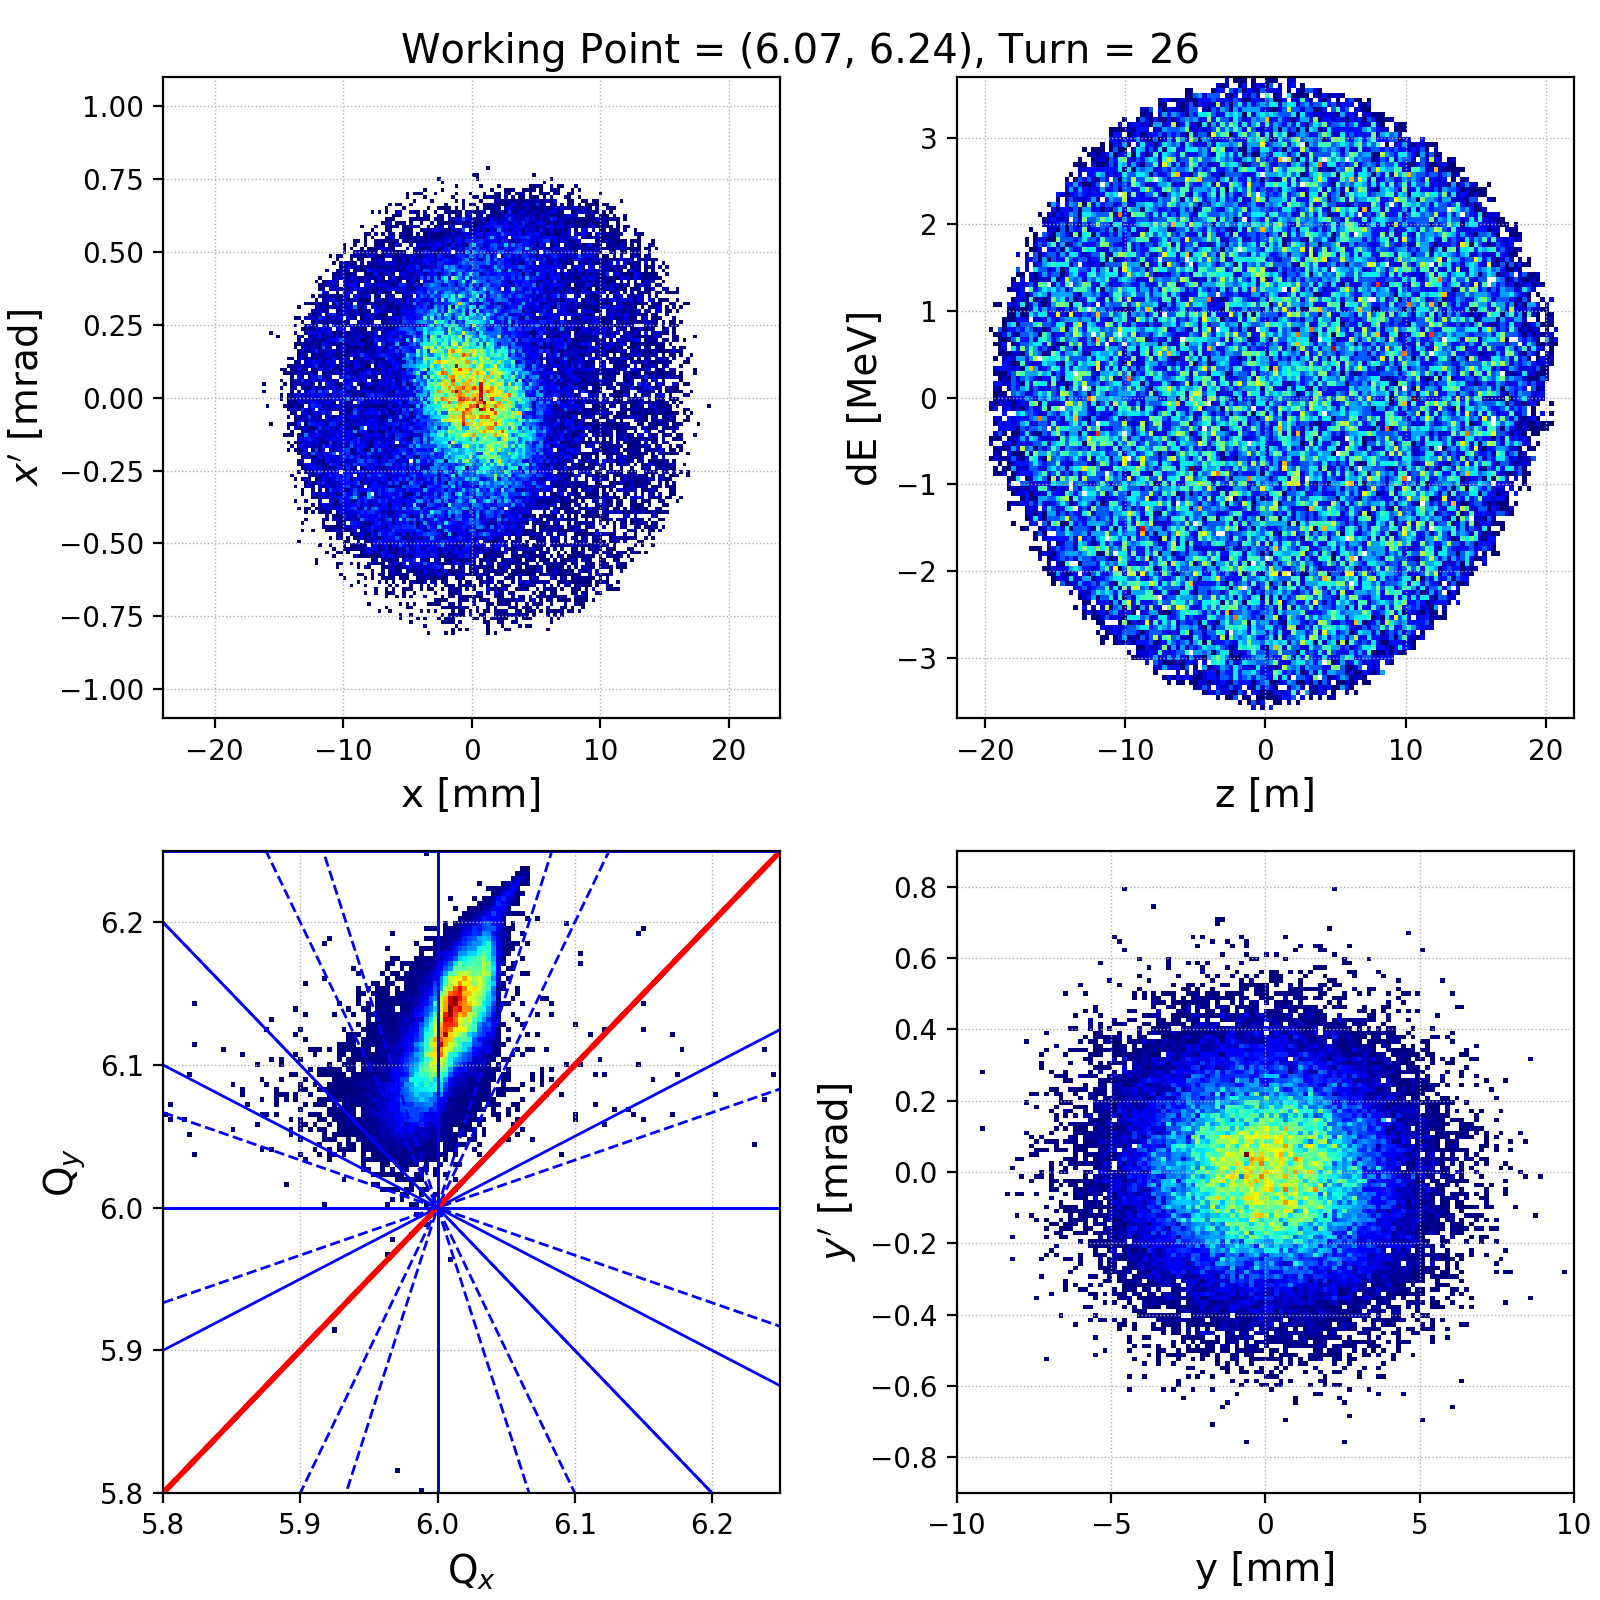 Working Point = (6.07, 6.24), Turn = 26
1.00
0.75
0.50
0.25
0.00
−0.25
−0.50
−0.75
−1.00
x′ [mrad]
−20 −10 0 10 20
x [mm]
3
2
1
0
−1
−2
−3
dE [MeV]
−20 −10 0 10 20
z [m]
6.2
6.1
6.0
5.9
5.8
Qy
5.8 5.9 6.0 6.1 6.2
Qx
0.8
0.6
0.4
0.2
0.0
−0.2
−0.4
−0.6
−0.8
y′ [mrad]
−10 −5 0 5 10
y [mm]